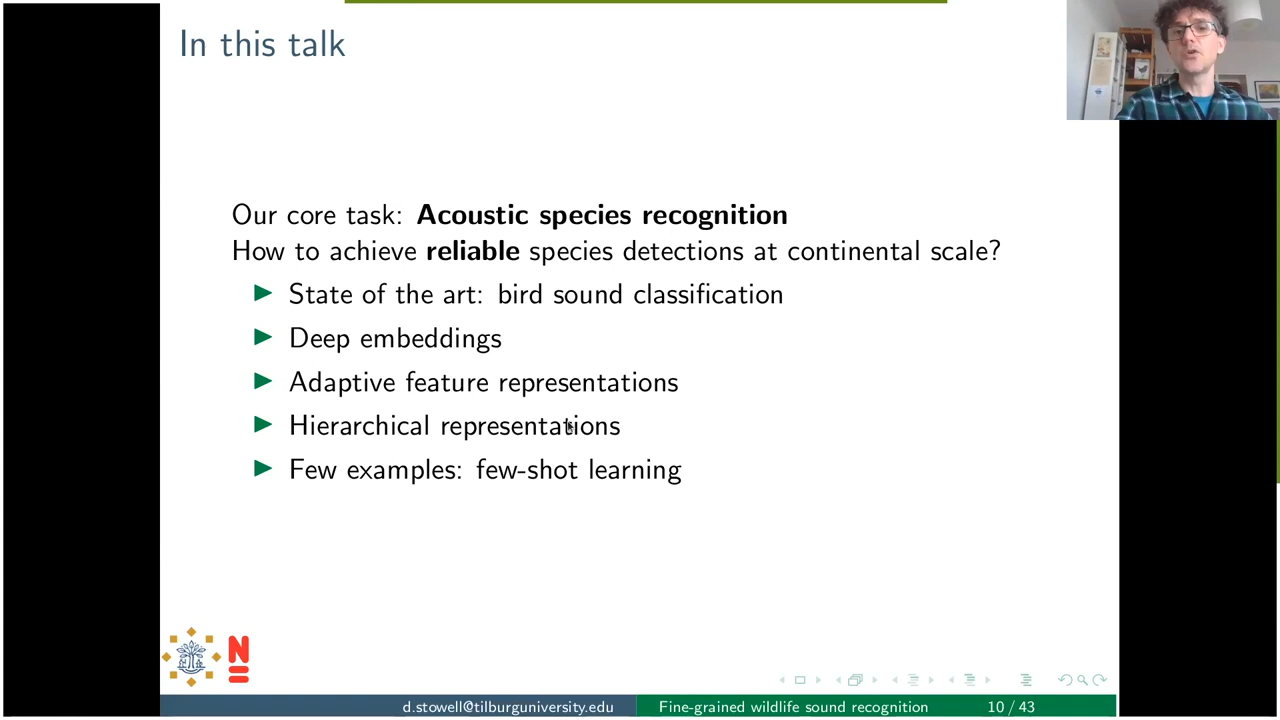 In this talk
Our core task: Acoustic species recognition
How to achieve reliable species detections at continental scale?
State of the art: bird sound classification
Deep embeddings
Adaptive feature representations
Hierarchical representations
Few examples: few-shot learning
N
d.stowell@tilburguniversity.edu
Fine-grained wildlife sound recognition
10 / 43